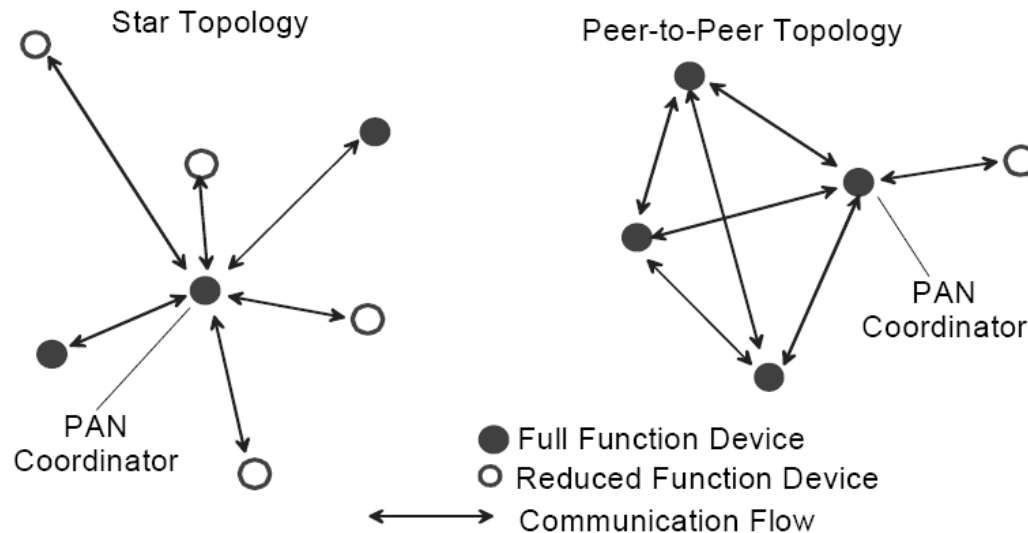 Star Topology
Peer-to-Peer Topology
PAN
Coordinator
PAN
Coordinator
Full Function Device
Reduced Function Device
Communication Flow